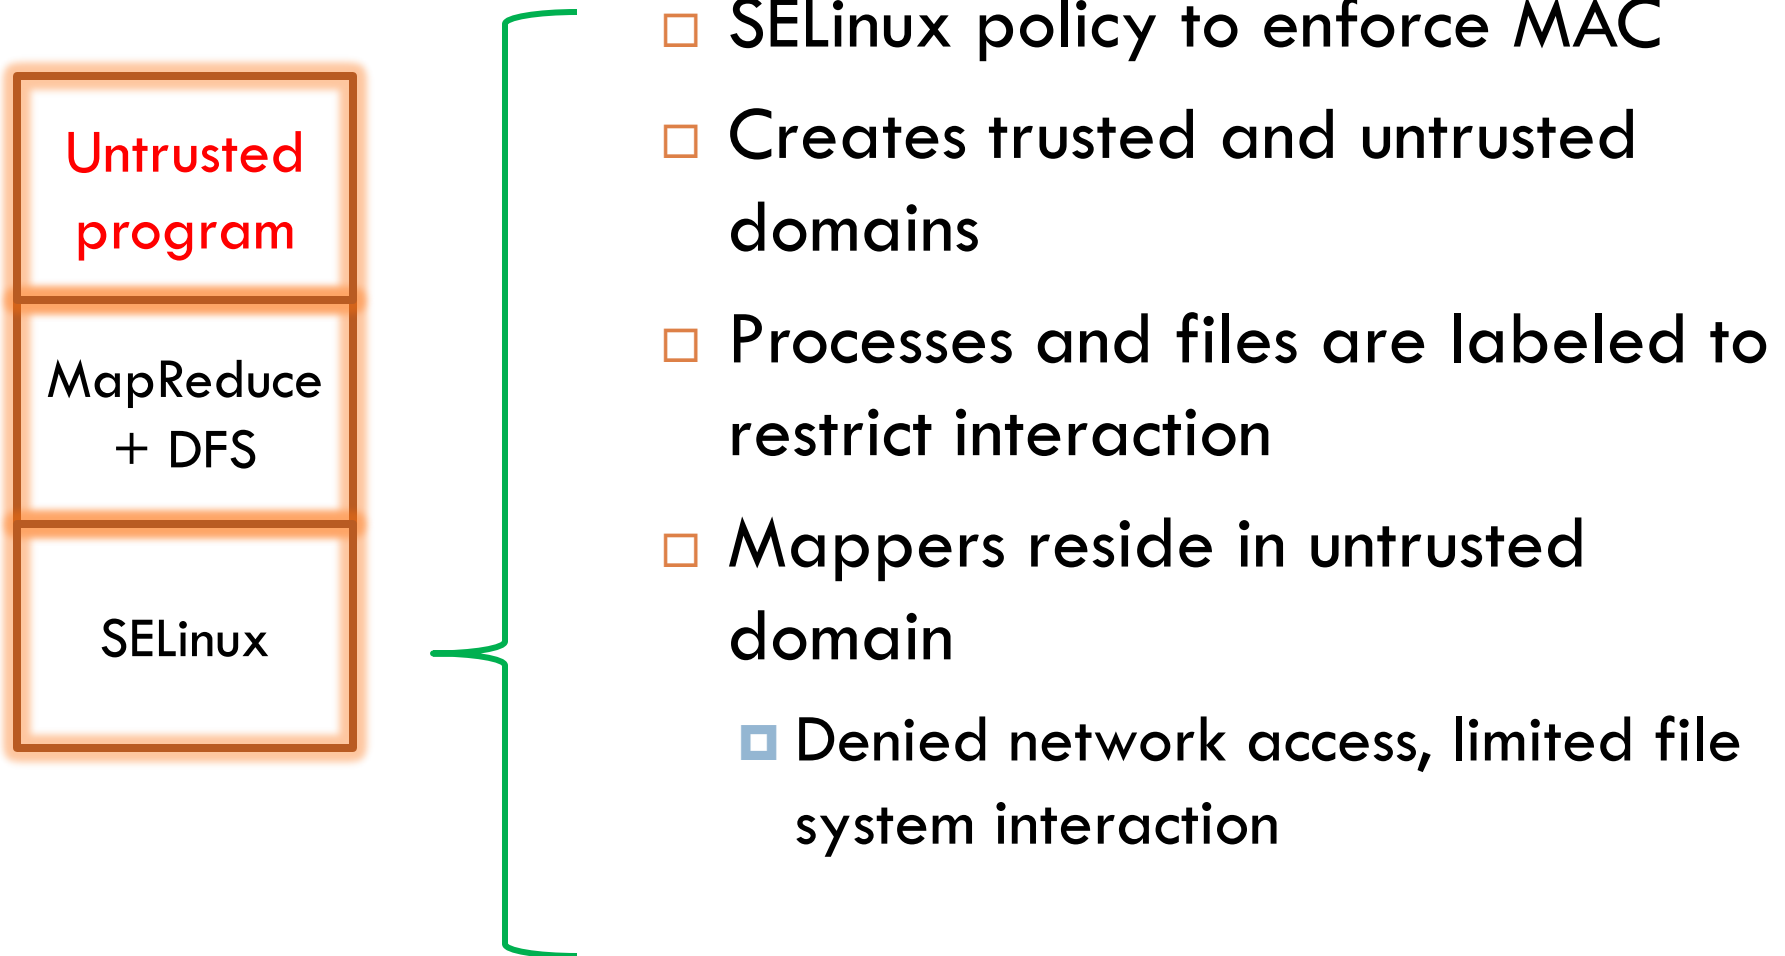 Untrusted
program
MapReduce
+ DFS
SELinux
SELinux policy to enforce MAC
Creates trusted and untrusted
domains
Processes and files are labeled to
restrict interaction
Mappers reside in untrusted
domain
Denied network access, limited file
system interaction